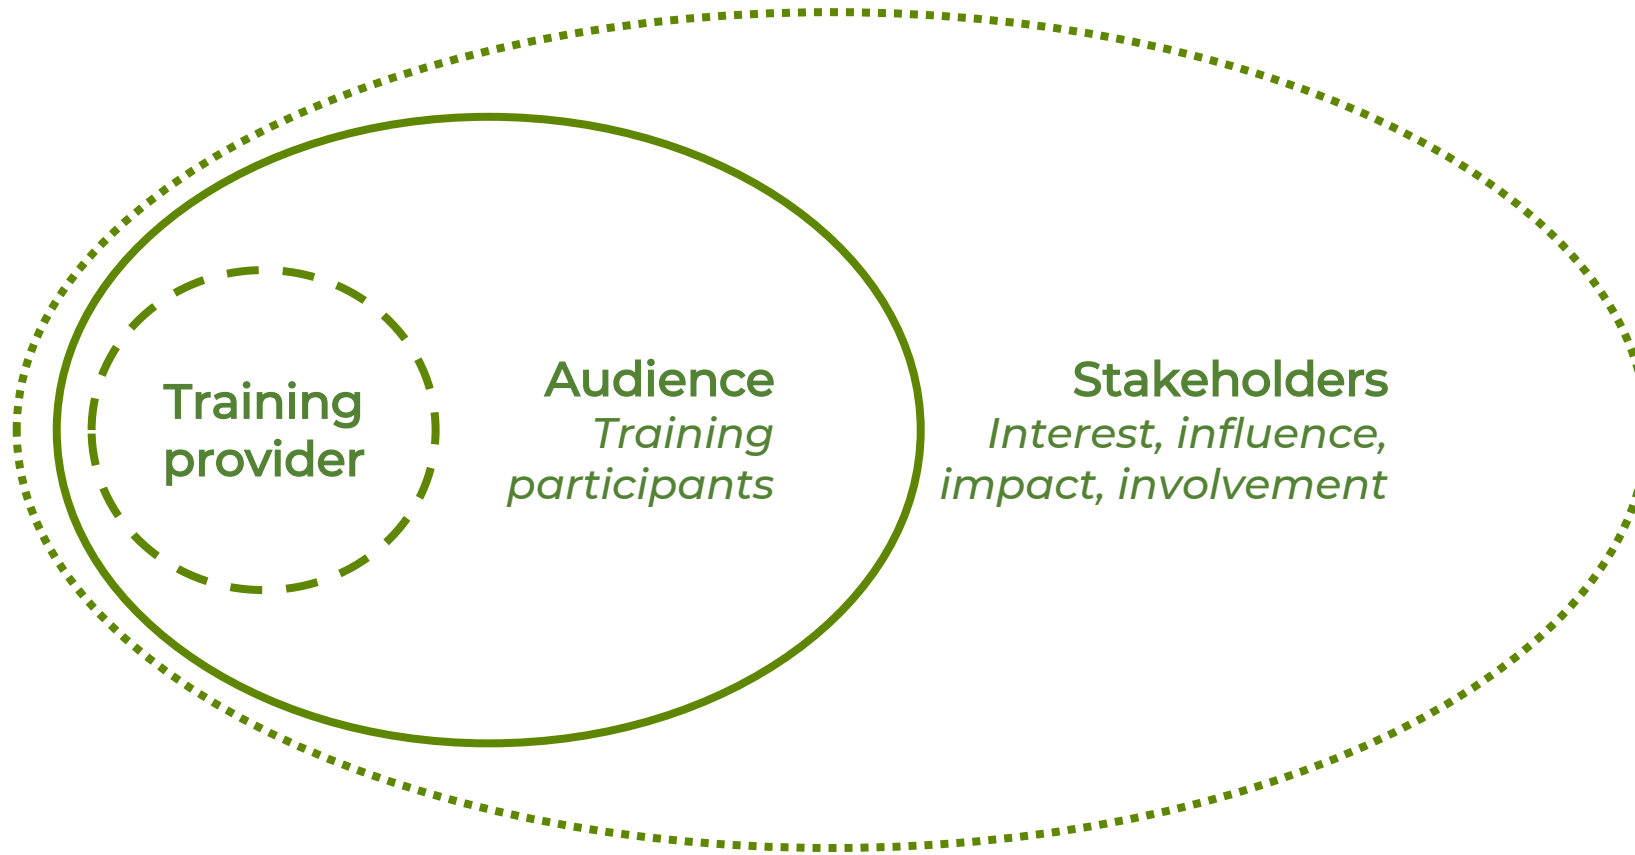 Training
provider
Audience
Training
participants
Stakeholders
Interest, influence,
impact, involvement